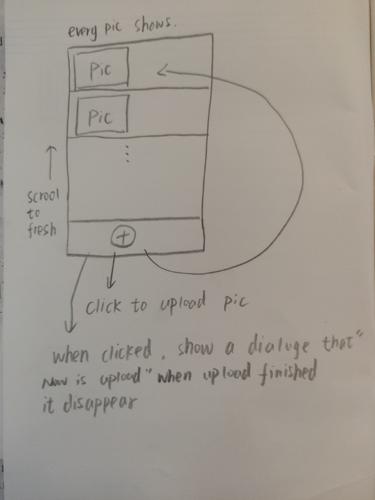 every pic shows.
Pic
Pic
scrool
to
fresh
click to upload pic
when clicked, show a dialuge that "
Now is upload" when upload finished
it disappear